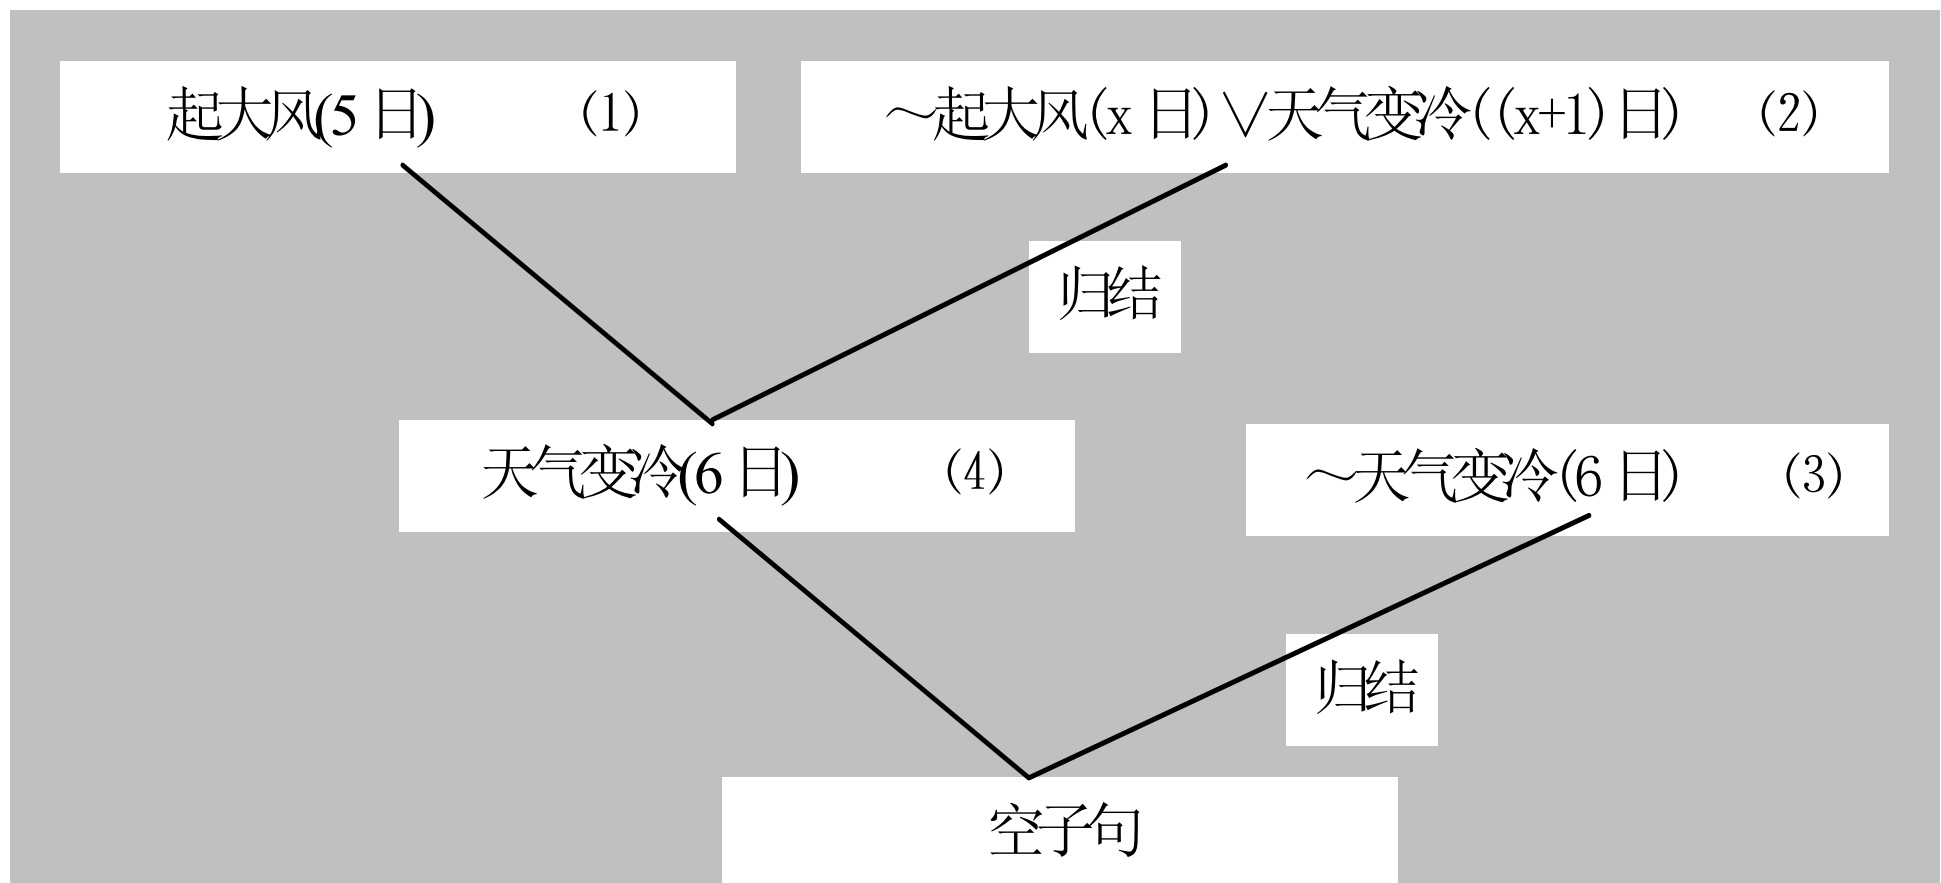 起大风(5 日) (1)
～起大风(x 日)∨天气变冷((x+1)日) (2)
归结
天气变冷(6 日) (4)
～天气变冷(6 日) (3)
归结
空子句